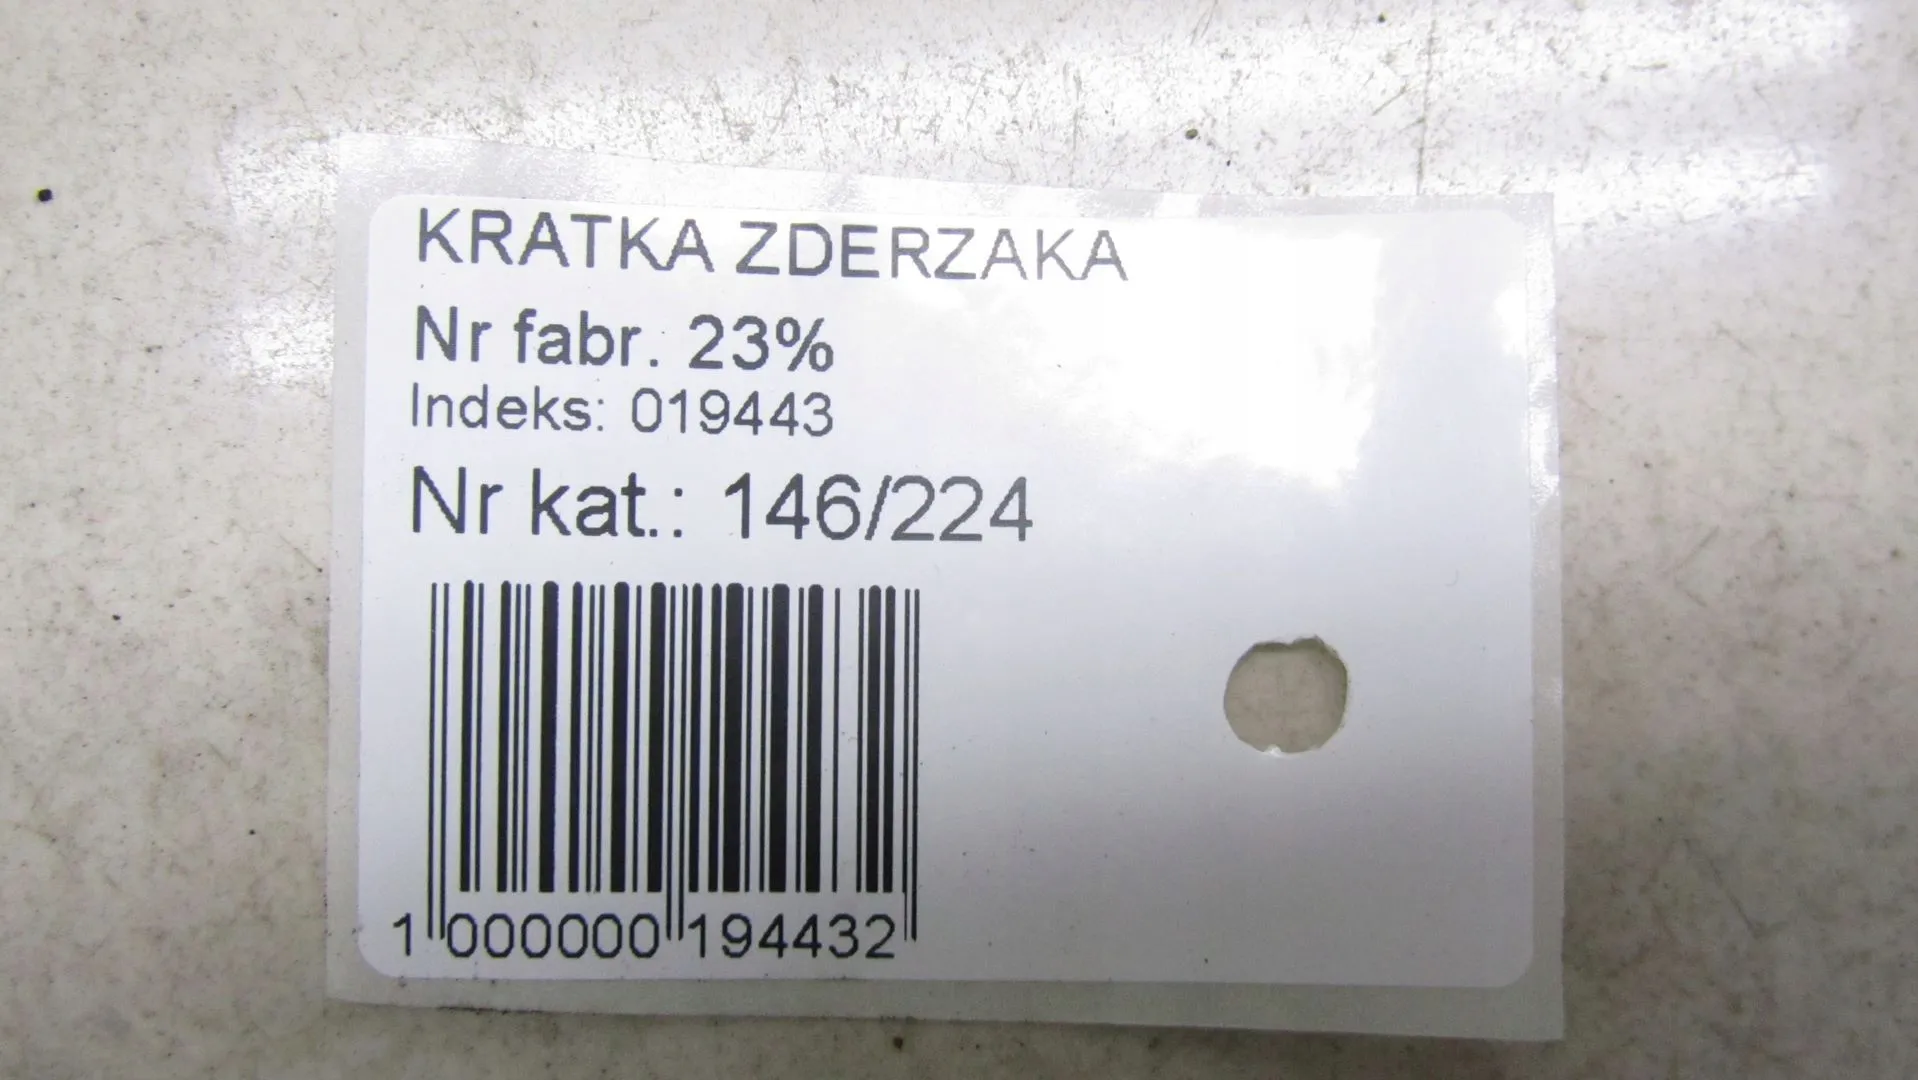 KRATKA ZDERZAKA
Nr fabr. 23%
Indeks: 019443
Nr kat.: 146/224
1 000000 194432